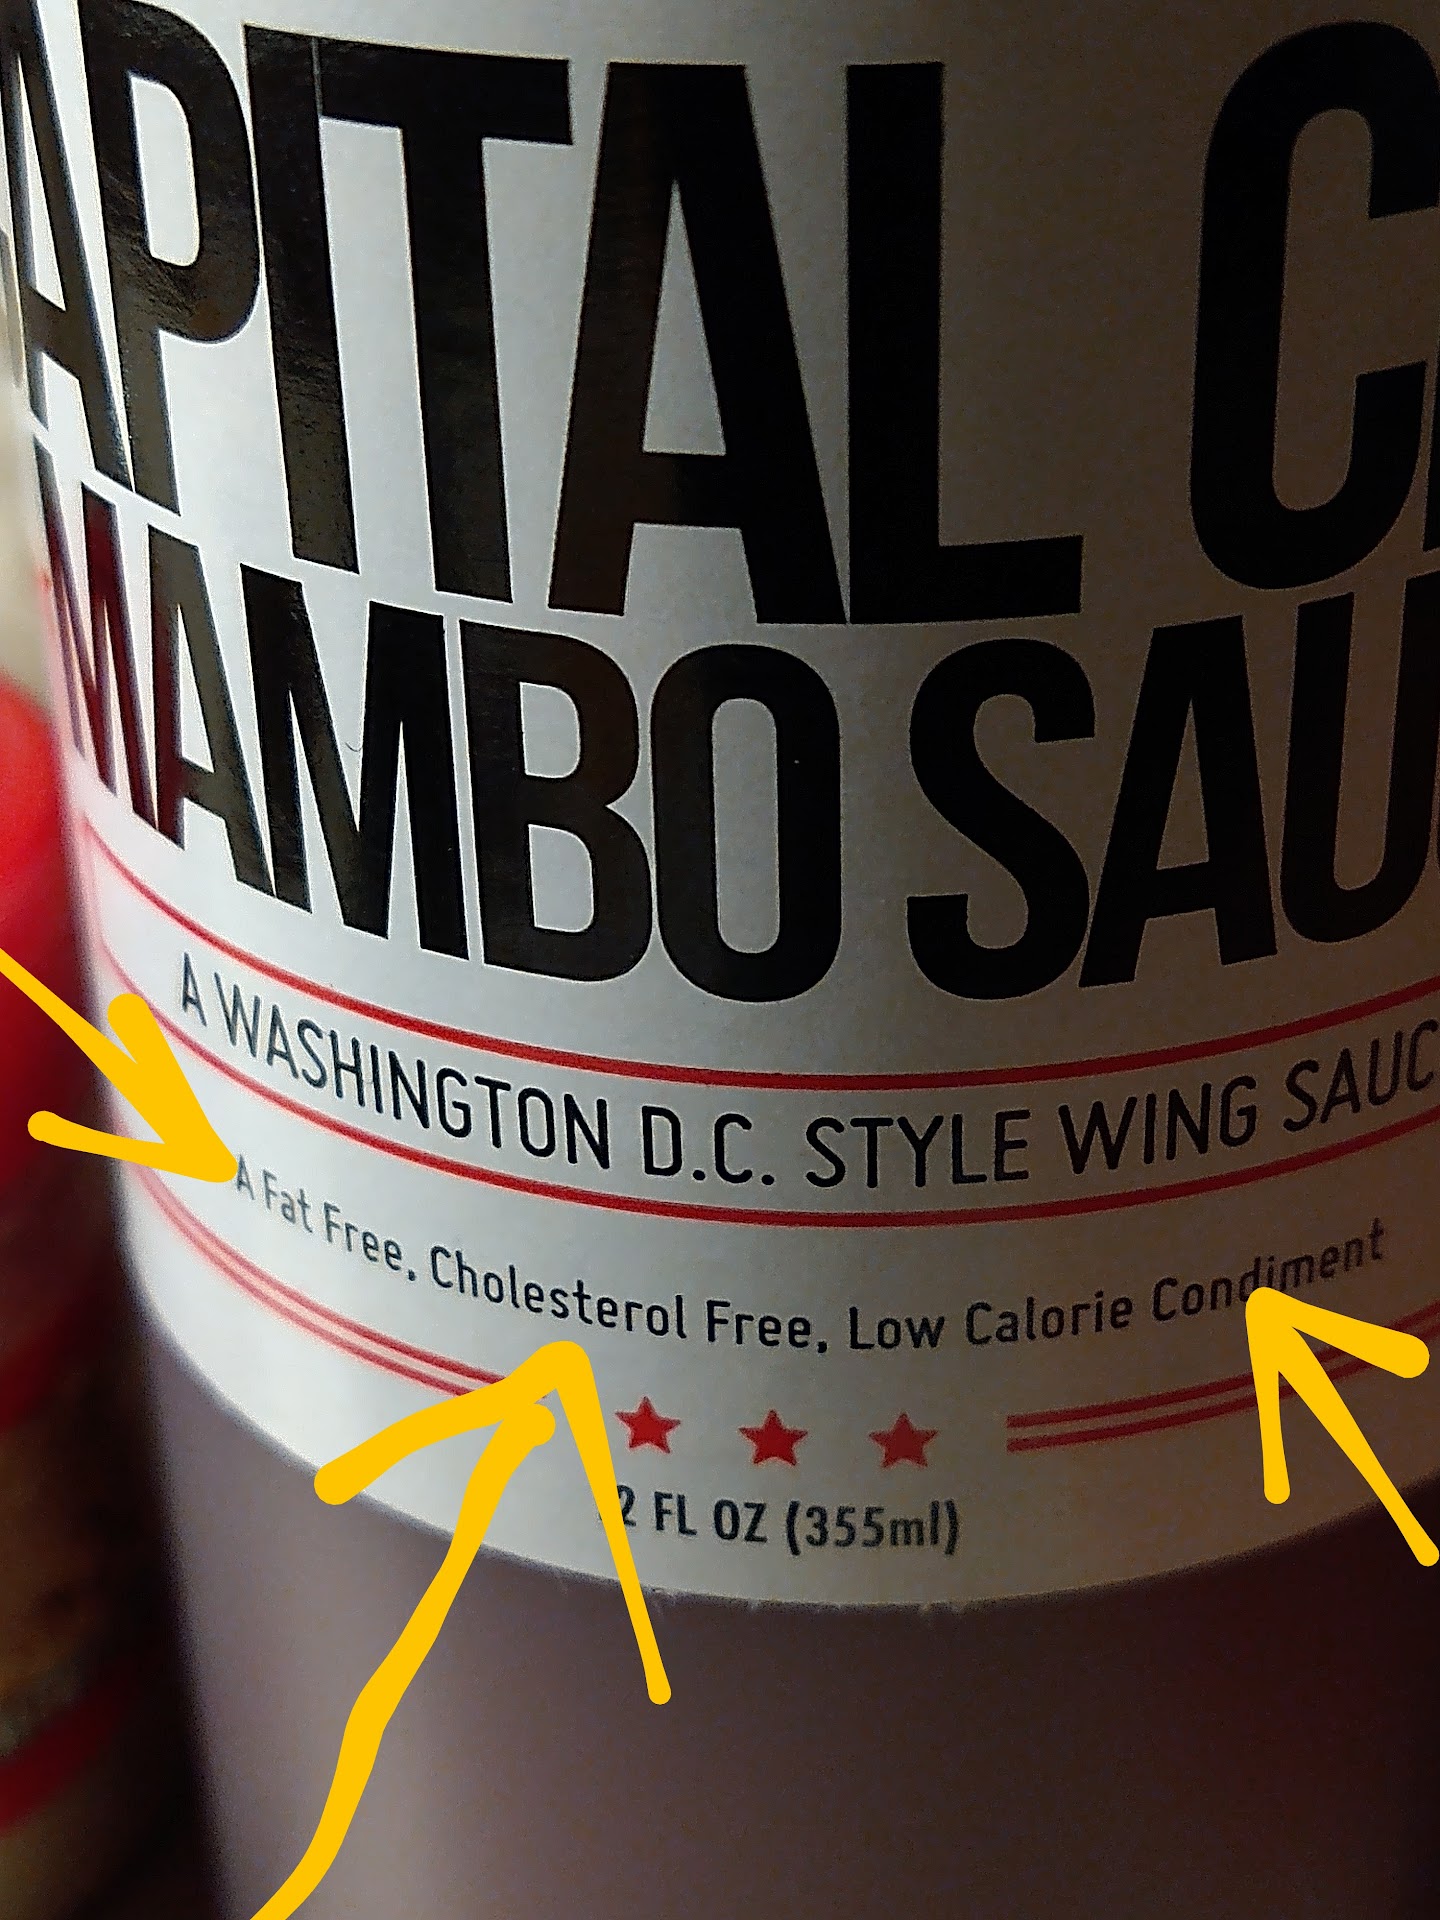 APITAL C
MAMBO SAU
A WASHINGTON D.C. STYLE WING SAUC
A Fat Free, Cholesterol Free, Low Calorie Condiment
2 FL OZ (355ml)